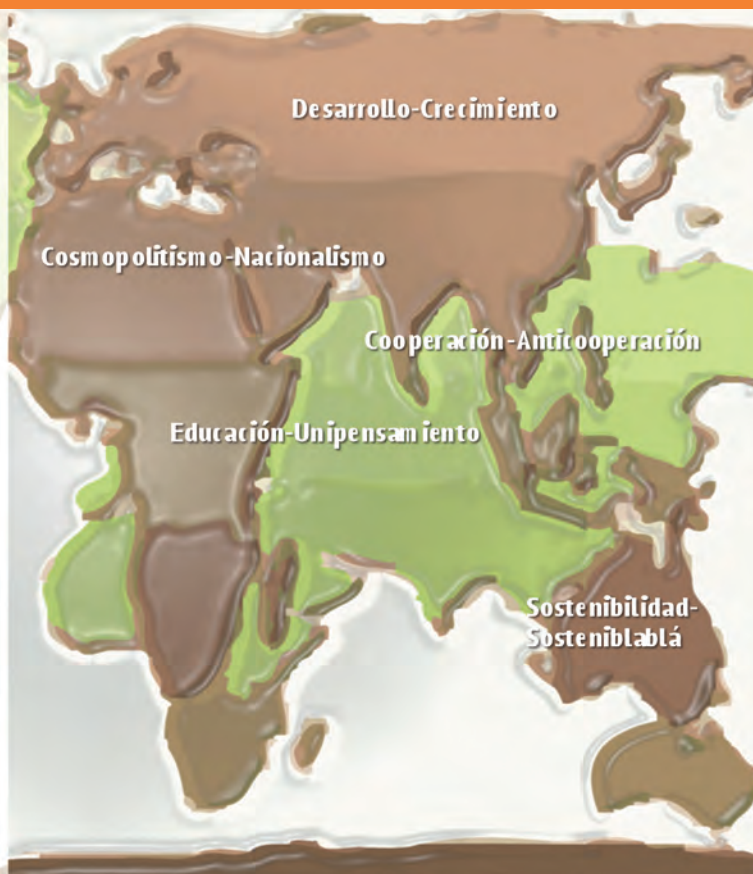 Desarrollo-Crecimiento
Cosmopolitismo-Nacionalismo
Cooperación-Anticooperación
Educación-Unipensamiento
Sostenibilidad-
Sosteniblablá